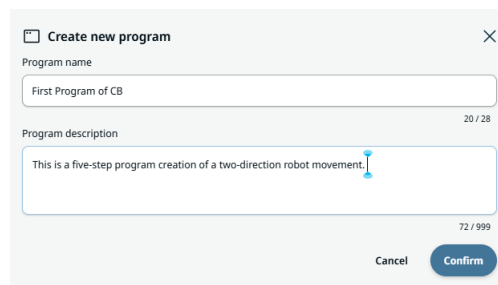 Create new program
Program name
First Program of CB
20 / 28
Program description
This is a five-step program creation of a two-direction robot movement.
72 / 999
Cancel
Confirm